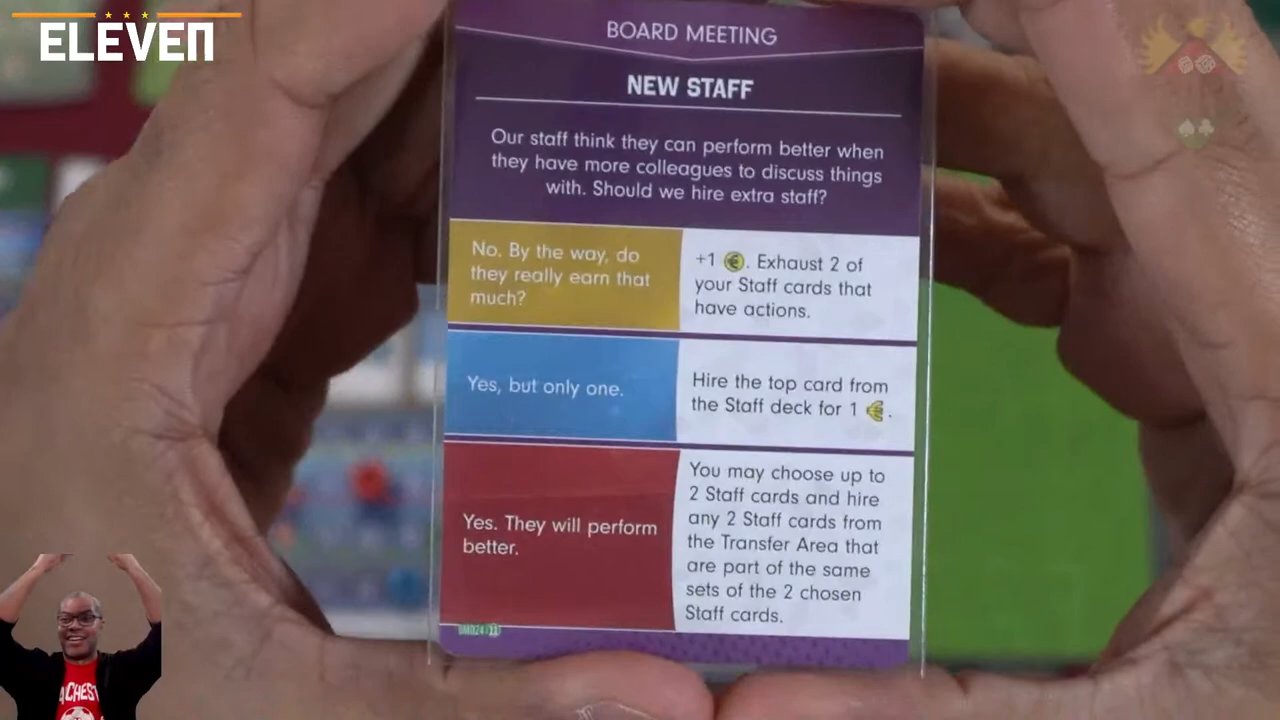 ELEVEN
BOARD MEETING
NEW STAFF
Our staff think they can perform better when
they have more colleagues to discuss things
with. Should we hire extra staff?
No. By the way, do
they really earn that
much?
+1 €. Exhaust 2 of
your Staff cards that
have actions.
Yes, but only one.
Hire the top card from
the Staff deck for 1 €.
Yes. They will perform
better.
You may choose up to
2 Staff cards and hire
any 2 Staff cards from
the Transfer Area that
are part of the same
sets of the 2 chosen
Staff cards.